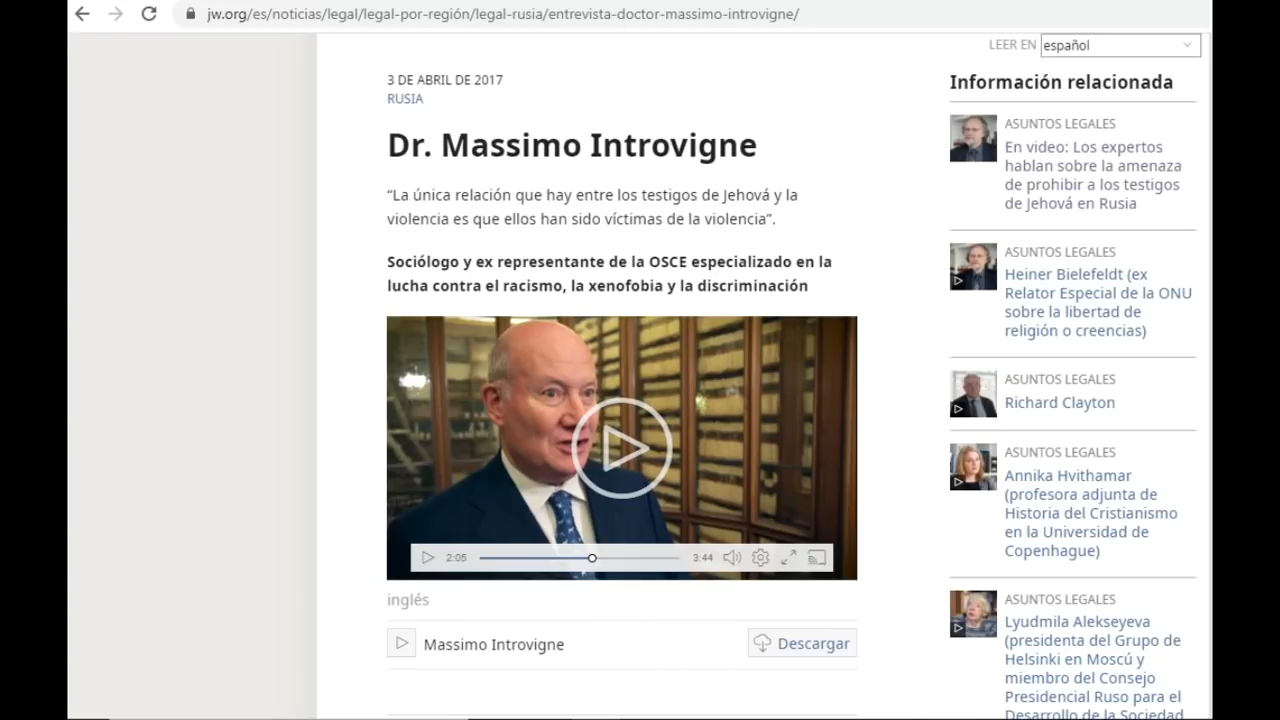 jw.org/es/noticias/legal/legal-por-región/legal-rusia/entrevista-doctor-massimo-introvigne/
LEER EN español
3 DE ABRIL DE 2017
RUSIA
Dr. Massimo Introvigne
“La única relación que hay entre los testigos de Jehová y la
violencia es que ellos han sido víctimas de la violencia”.
Sociólogo y ex representante de la OSCE especializado en la
lucha contra el racismo, la xenofobia y la discriminación
2:05 3:44
inglés
Massimo Introvigne Descargar
Información relacionada
ASUNTOS LEGALES
En video: Los expertos
hablan sobre la amenaza
de prohibir a los testigos
de Jehová en Rusia
ASUNTOS LEGALES
Heiner Bielefeldt (ex
Relator Especial de la ONU
sobre la libertad de
religión o creencias)
ASUNTOS LEGALES
Richard Clayton
ASUNTOS LEGALES
Annika Hvithamar
(profesora adjunta de
Historia del Cristianismo
en la Universidad de
Copenhague)
ASUNTOS LEGALES
Lyudmila Alekseyeva
(presidenta del Grupo de
Helsinki en Moscú y
miembro del Consejo
Presidencial Ruso para el
Desarrollo de la Sociedad